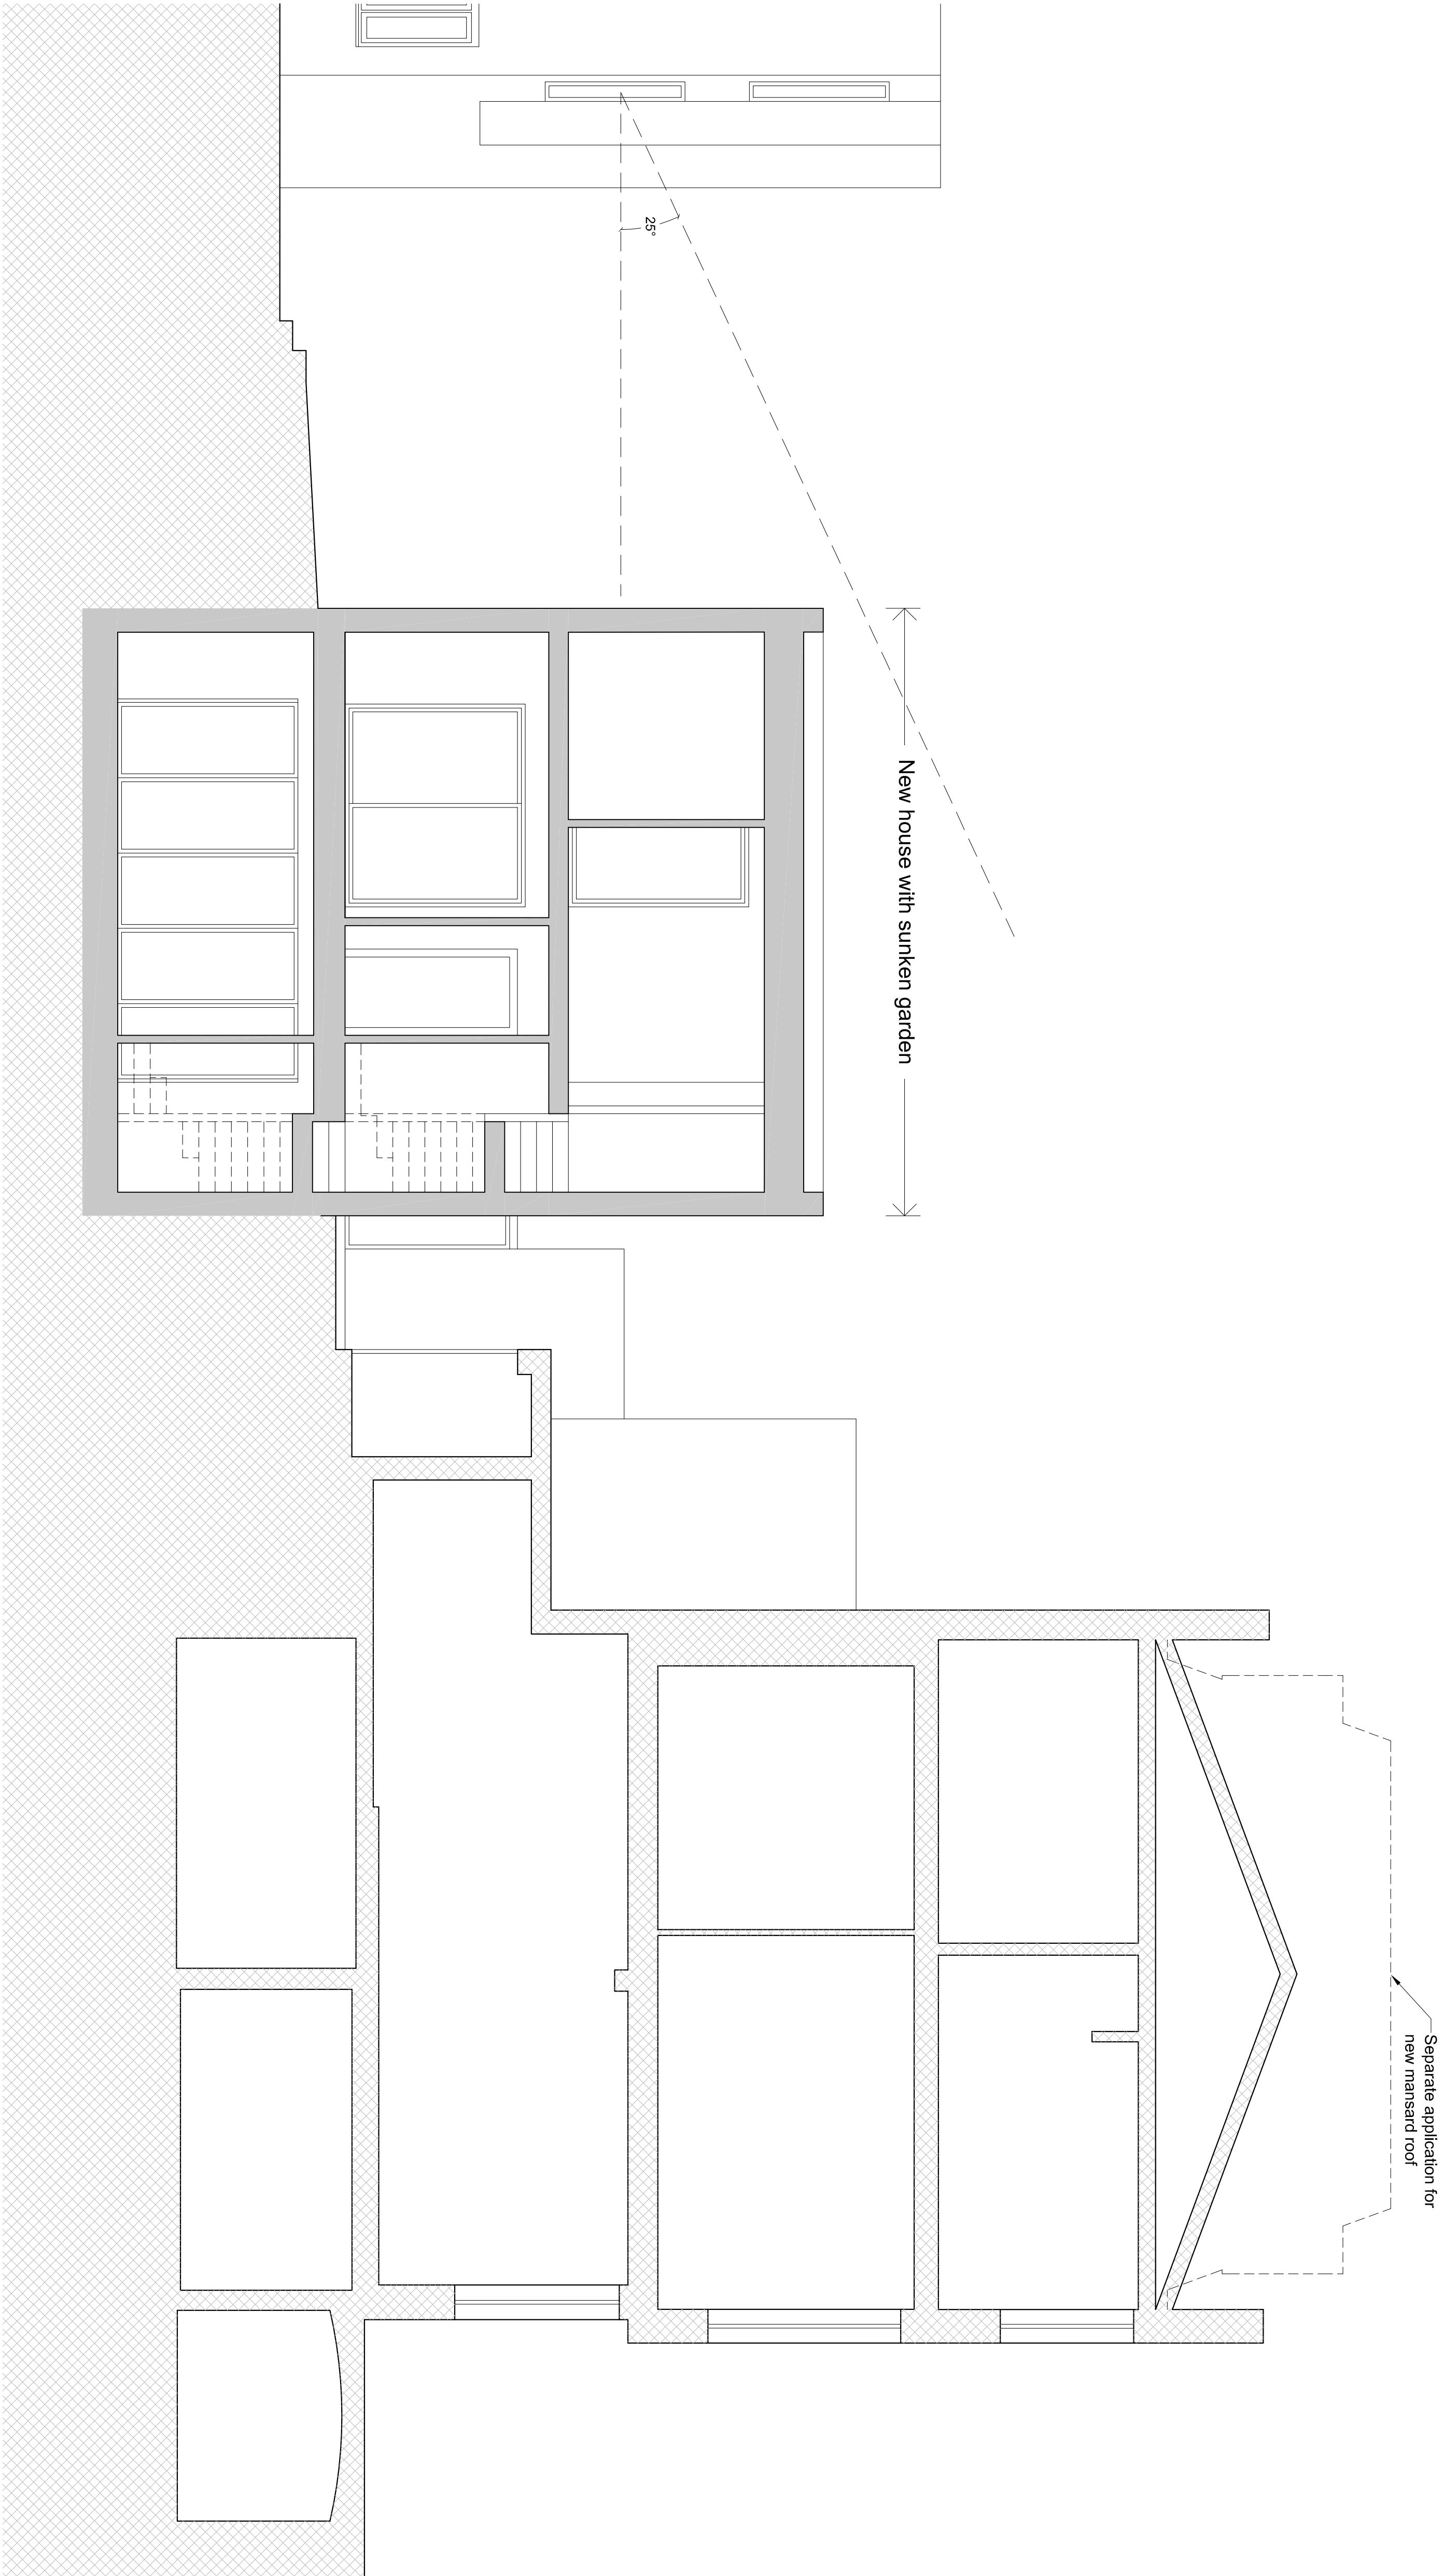 25°
New house with sunken garden
Separate application for
new mansard roof